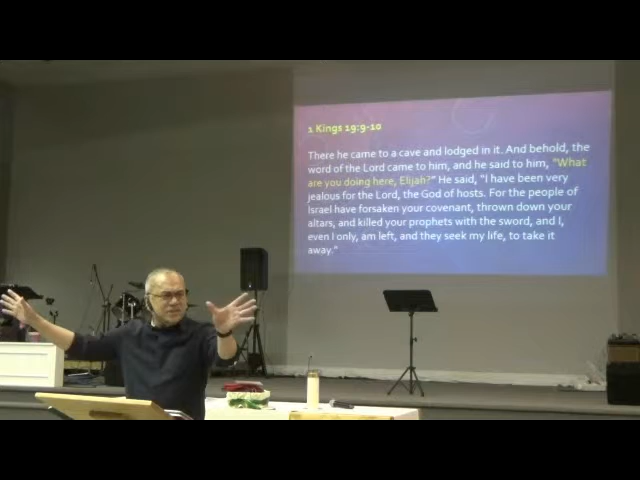 1 Kings 19:9-10
There he came to a cave and lodged in it. And behold, the
word of the Lord came to him, and he said to him, "What
are you doing here, Elijah?" He said, "I have been very
jealous for the Lord, the God of hosts. For the people of
Israel have forsaken your covenant, thrown down your
altars, and killed your prophets with the sword, and I,
even I only, am left, and they seek my life, to take it
away."